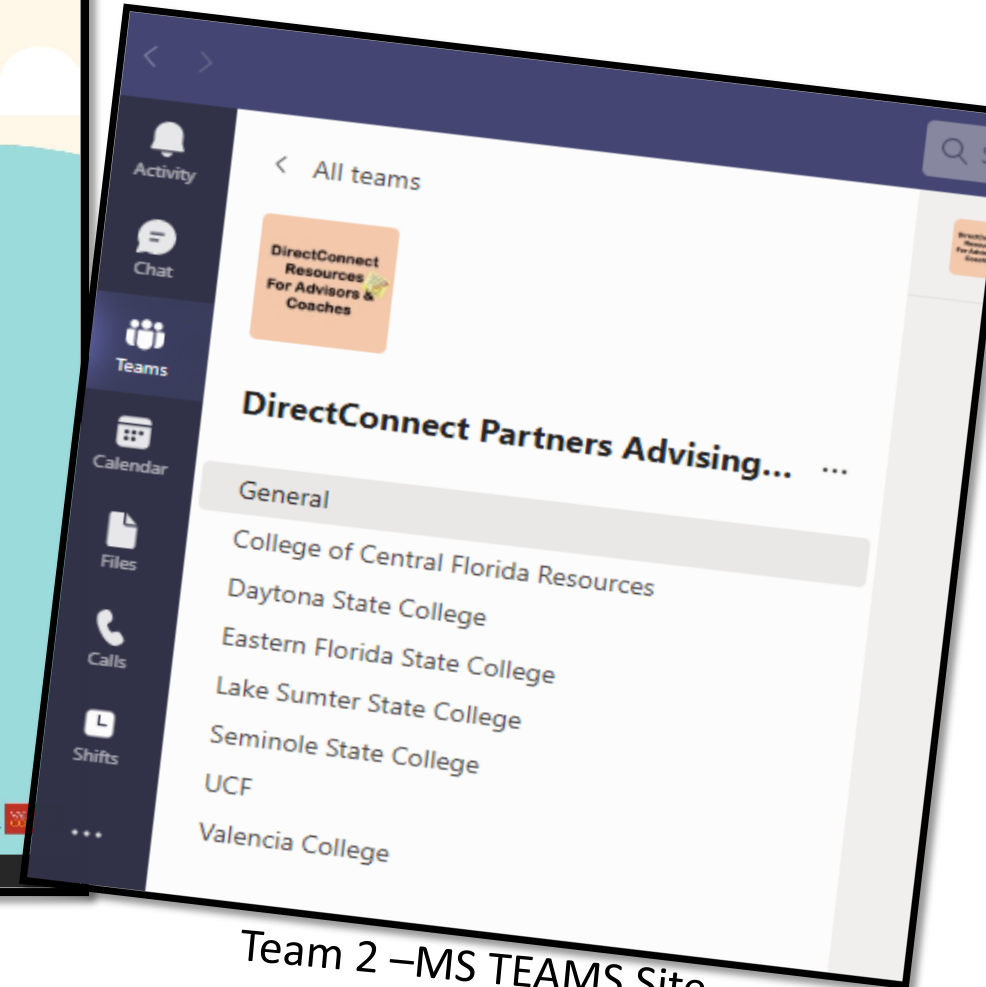 Activity
Chat
Teams
Calendar
Files
Calls
Shifts
All teams
DirectConnect
Resources
For Advisors &
Coaches
DirectConnect Partners Advising...
General
College of Central Florida Resources
Daytona State College
Eastern Florida State College
Lake Sumter State College
Seminole State College
UCF
Valencia College
Team 2 –MS TEAMS Site